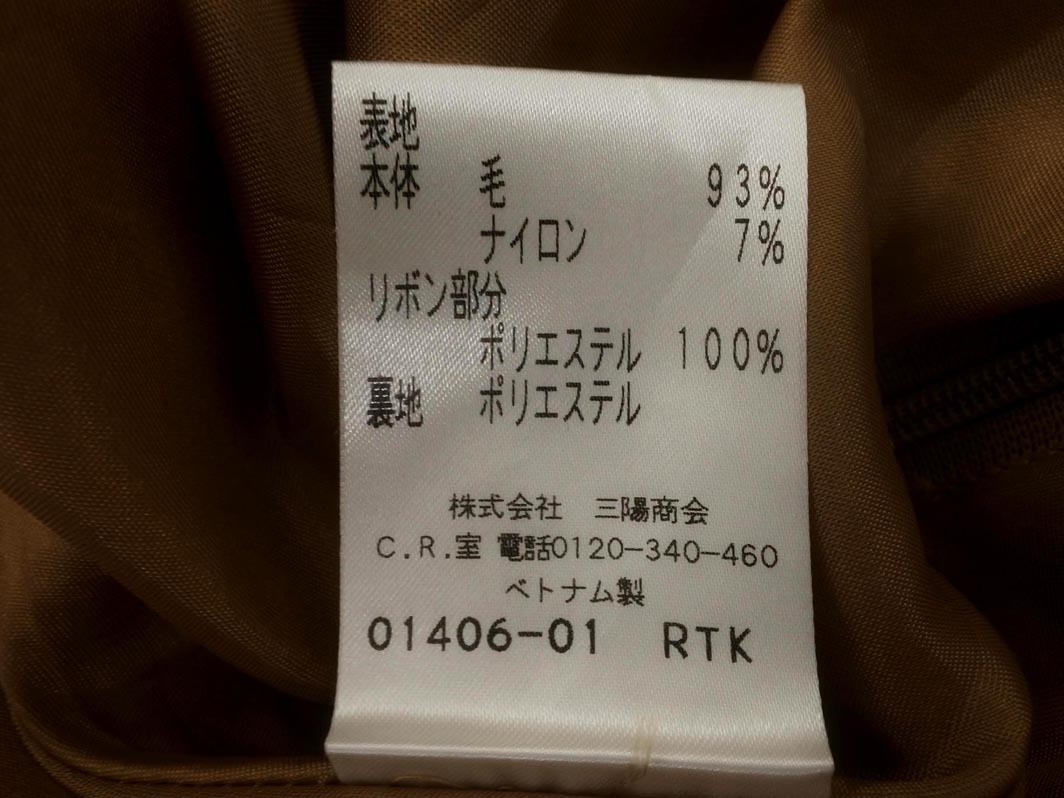 表地
本体 毛 93%
ナイロン 7%
リボン部分
ポリエステル 100%
裏地 ポリエステル
株式会社 三陽商会
C.R.室 電話0120-340-460
ベトナム製
01406-01 RTK